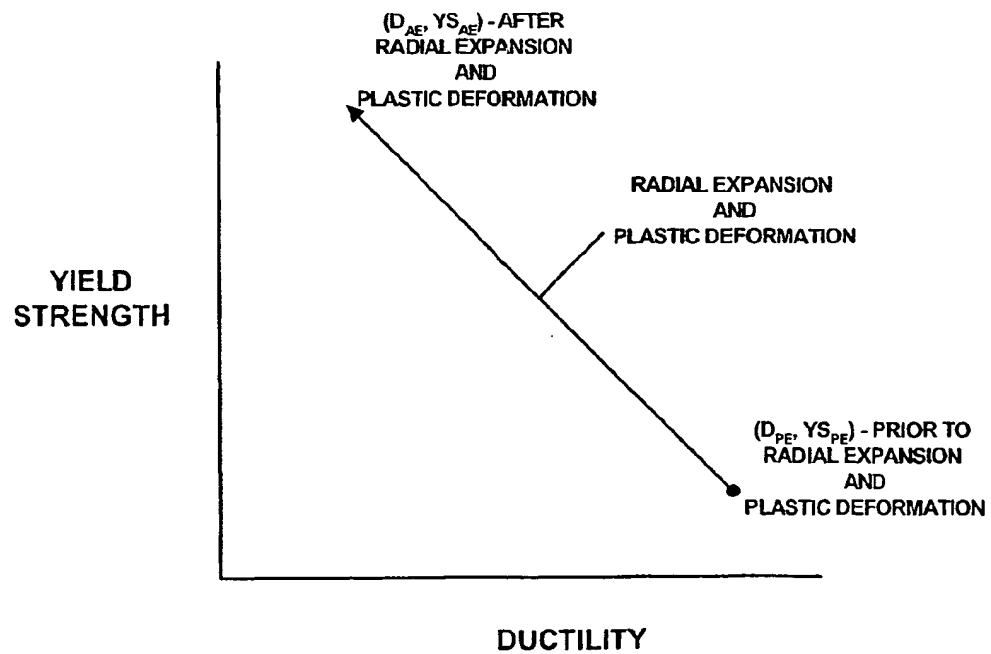 (D_AE, YS_AE) - AFTER
RADIAL EXPANSION
AND
PLASTIC DEFORMATION
RADIAL EXPANSION
AND
PLASTIC DEFORMATION
YIELD
STRENGTH
(D_PE, YS_PE) - PRIOR TO
RADIAL EXPANSION
AND
PLASTIC DEFORMATION
DUCTILITY